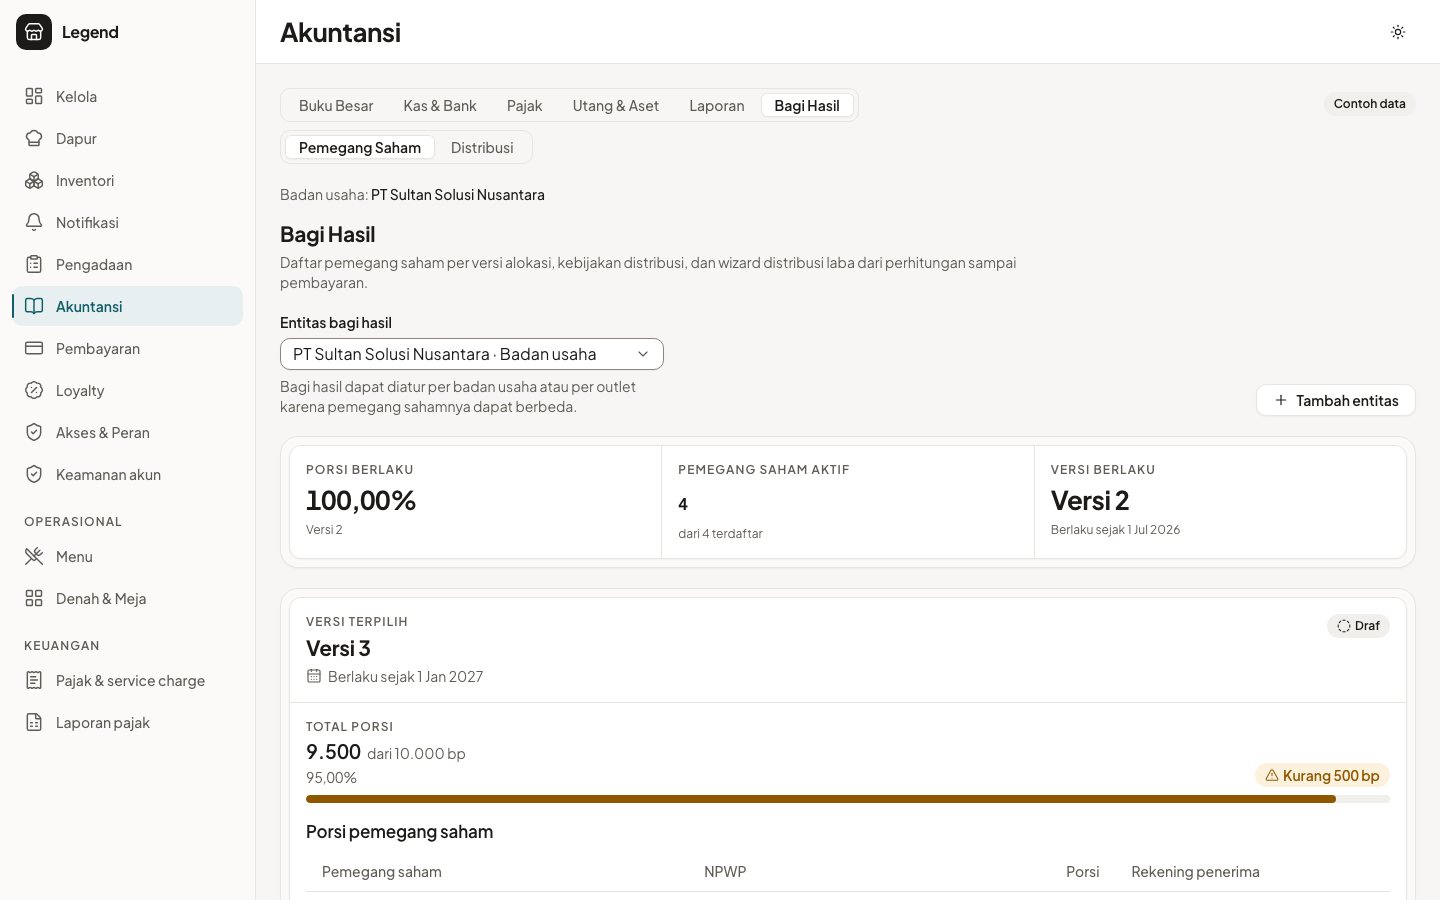 Legend
Akuntansi
Kelola
Dapur
Inventori
Notifikasi
Pengadaan
Akuntansi
Pembayaran
Loyalty
Akses & Peran
Keamanan akun
OPERASIONAL
Menu
Denah & Meja
KEUANGAN
Pajak & service charge
Laporan pajak
Buku Besar Kas & Bank Pajak Utang & Aset Laporan Bagi Hasil
Contoh data
Pemegang Saham Distribusi
Badan usaha: PT Sultan Solusi Nusantara
Bagi Hasil
Daftar pemegang saham per versi alokasi, kebijakan distribusi, dan wizard distribusi laba dari perhitungan sampai
pembayaran.
Entitas bagi hasil
PT Sultan Solusi Nusantara · Badan usaha
Bagi hasil dapat diatur per badan usaha atau per outlet
karena pemegang sahamnya dapat berbeda.
Tambah entitas
PORSI BERLAKU
100,00%
Versi 2
PEMEGANG SAHAM AKTIF
4
dari 4 terdaftar
VERSI BERLAKU
Versi 2
Berlaku sejak 1 Jul 2026
VERSI TERPILIH
Versi 3
Berlaku sejak 1 Jan 2027
Draf
TOTAL PORSI
9.500 dari 10.000 bp
95,00%
Kurang 500 bp
Porsi pemegang saham
Pemegang saham NPWP Porsi Rekening penerima